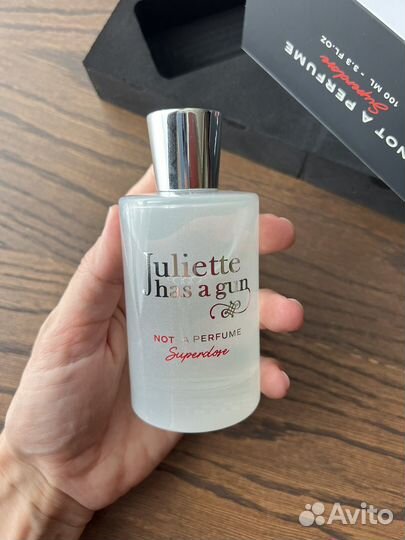 NOT A PERFUME
Superdose
100 ML - 3.3 FL.OZ
Juliette
has a gun
NOT A PERFUME
Superdose
Avito